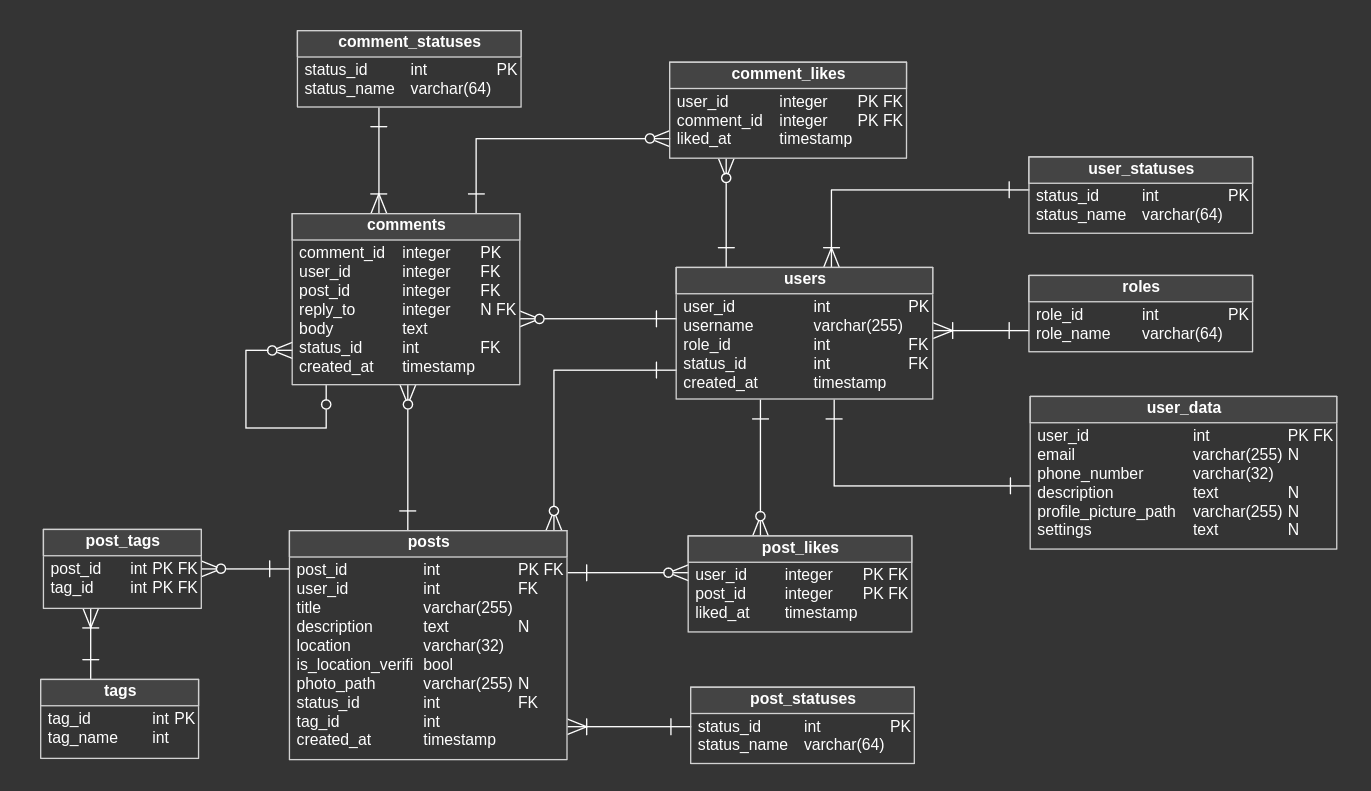 comment_statuses
status_id int PK
status_name varchar(64)
comment_likes
user_id integer PK FK
comment_id integer PK FK
liked_at timestamp
user_statuses
status_id int PK
status_name varchar(64)
comments
comment_id integer PK
user_id integer FK
post_id integer FK
reply_to integer N FK
body text
status_id int FK
created_at timestamp
users
user_id int PK
username varchar(255)
role_id int FK
status_id int FK
created_at timestamp
roles
role_id int PK
role_name varchar(64)
user_data
user_id int PK FK
email varchar(255) N
phone_number varchar(32)
description text N
profile_picture_path varchar(255) N
settings text N
post_tags
post_id int PK FK
tag_id int PK FK
posts
post_id int PK FK
user_id int FK
title varchar(255)
description text N
location varchar(32)
is_location_verifi bool
photo_path varchar(255) N
status_id int FK
tag_id int
created_at timestamp
post_likes
user_id integer PK FK
post_id integer PK FK
liked_at timestamp
tags
tag_id int PK
tag_name int
post_statuses
status_id int PK
status_name varchar(64)